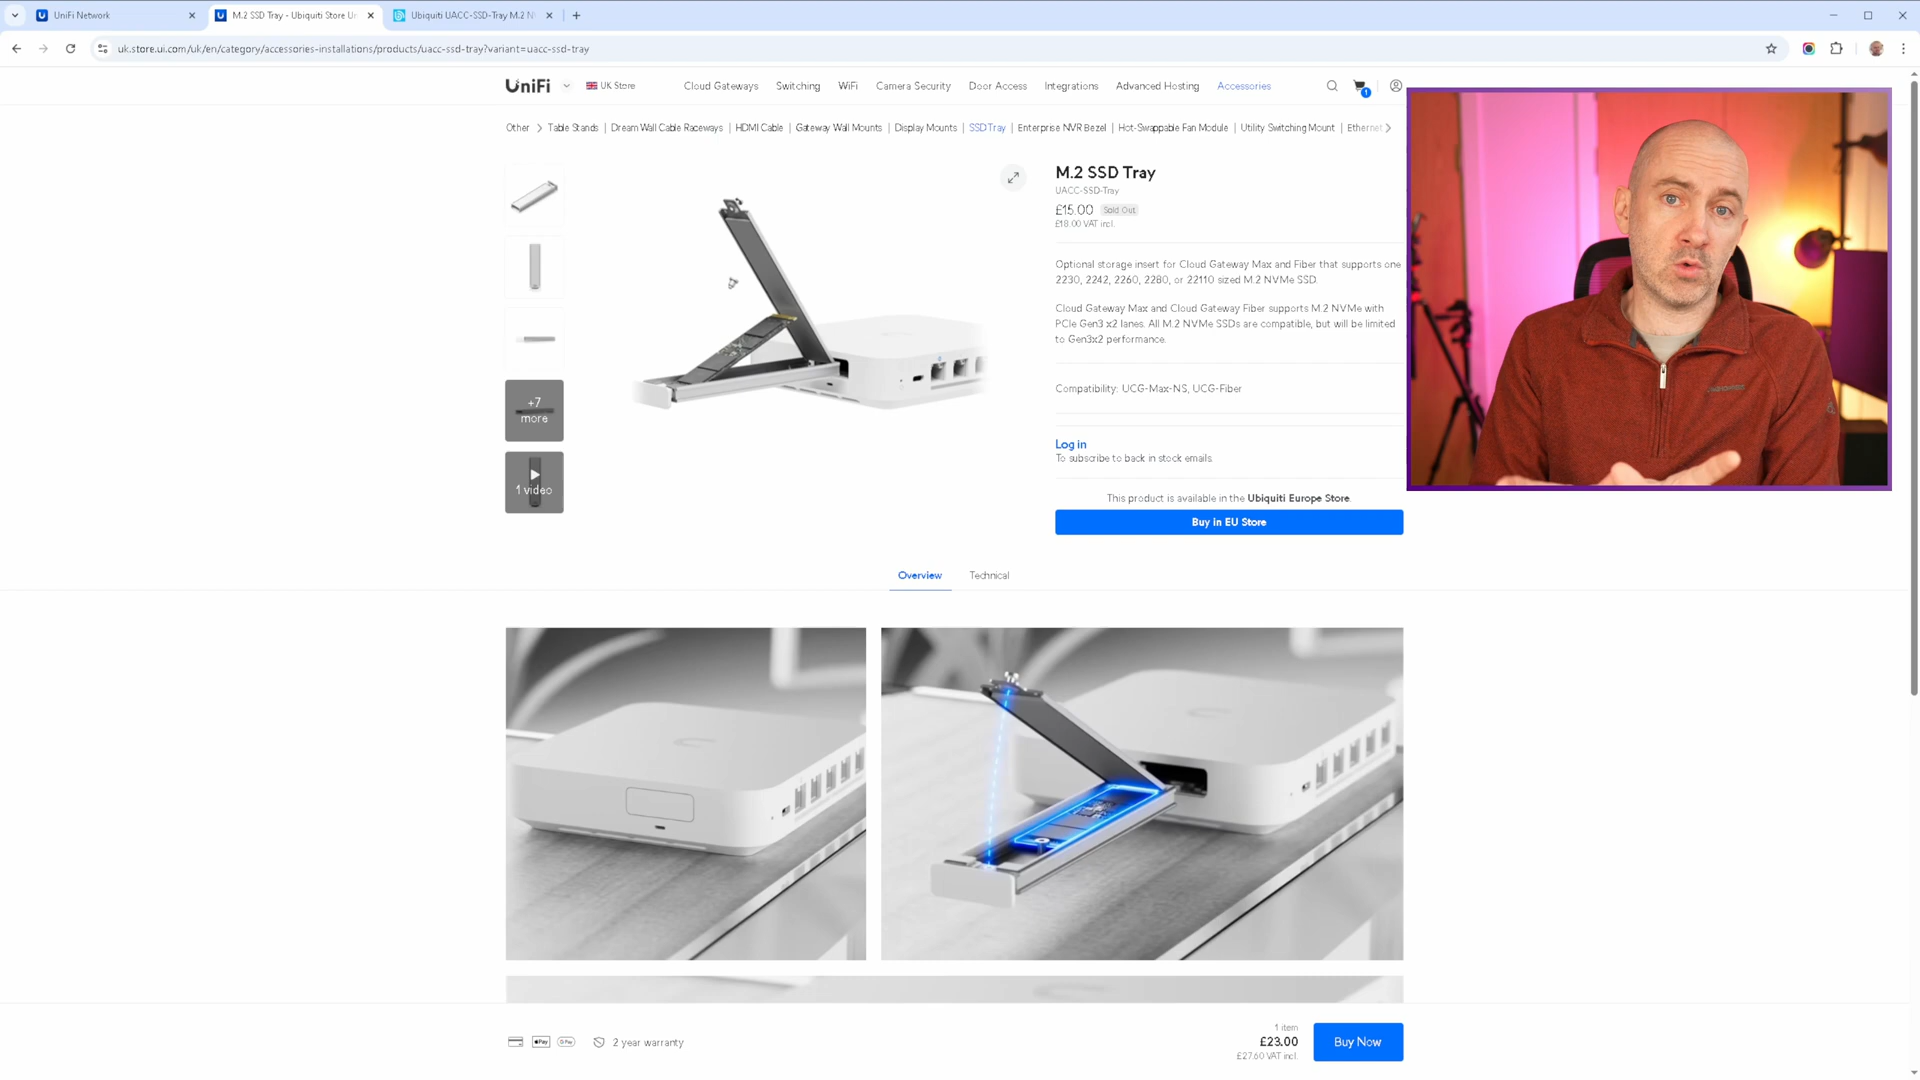 UniFi Network
M.2 SSD Tray - Ubiquiti Store Un
Ubiquiti UACC-SSD-Tray M.2 N
uk.store.ui.com/uk/en/category/accessories-installations/products/uacc-ssd-tray?variant=uacc-ssd-tray
UniFi
UK Store
Cloud Gateways
Switching
WiFi
Camera Security
Door Access
Integrations
Advanced Hosting
Accessories
1
Other
Table Stands | Dream Wall Cable Raceways | HDMI Cable | Gateway Wall Mounts | Display Mounts | SSD Tray | Enterprise NVR Bezel | Hot-Swappable Fan Module | Utility Switching Mount | Ethernet
M.2 SSD Tray
UACC-SSD-Tray
£15.00 Sold Out
£18.00 VAT incl.
Optional storage insert for Cloud Gateway Max and Fiber that supports one
2230, 2242, 2260, 2280, or 22110 sized M.2 NVMe SSD.
Cloud Gateway Max and Cloud Gateway Fiber supports M.2 NVMe with
PCIe Gen3 x2 lanes. All M.2 NVMe SSDs are compatible, but will be limited
to Gen3x2 performance.
Compatibility: UCG-Max-NS, UCG-Fiber
Log in
To subscribe to back in stock emails.
This product is available in the Ubiquiti Europe Store.
Buy in EU Store
+7
more
1 video
Overview
Technical
Pay
G Pay
2 year warranty
1 item
£23.00
£27.60 VAT incl.
Buy Now